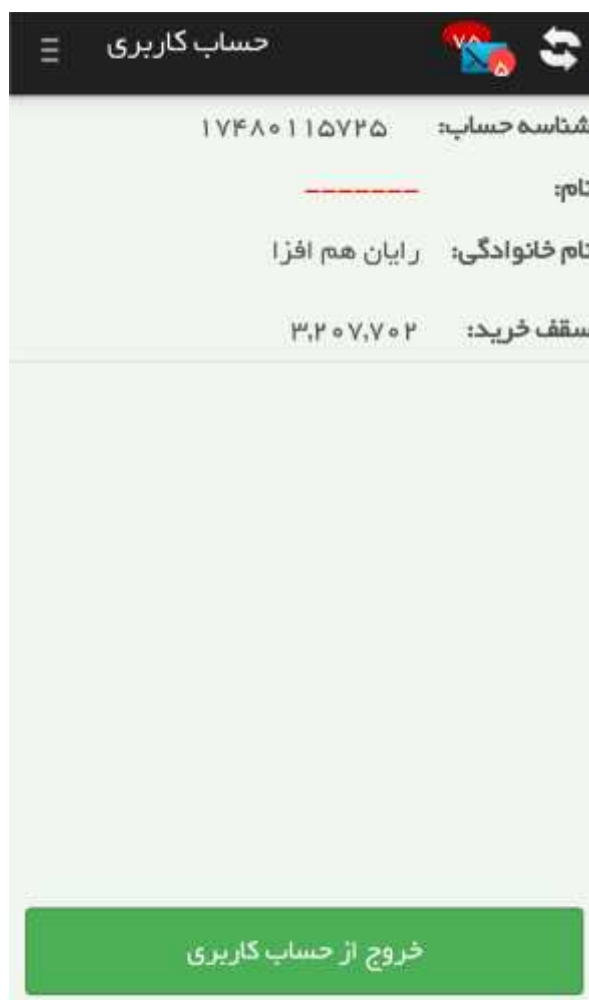 حساب کاربری
۷۵
۵
شناسه حساب: ۱۷۴۸۰۱۱۵۷۲۵
نام: -------
نام خانوادگی: رایان هم افزا
سقف خرید: ۳,۲۰۷,۷۰۲
خروج از حساب کاربری